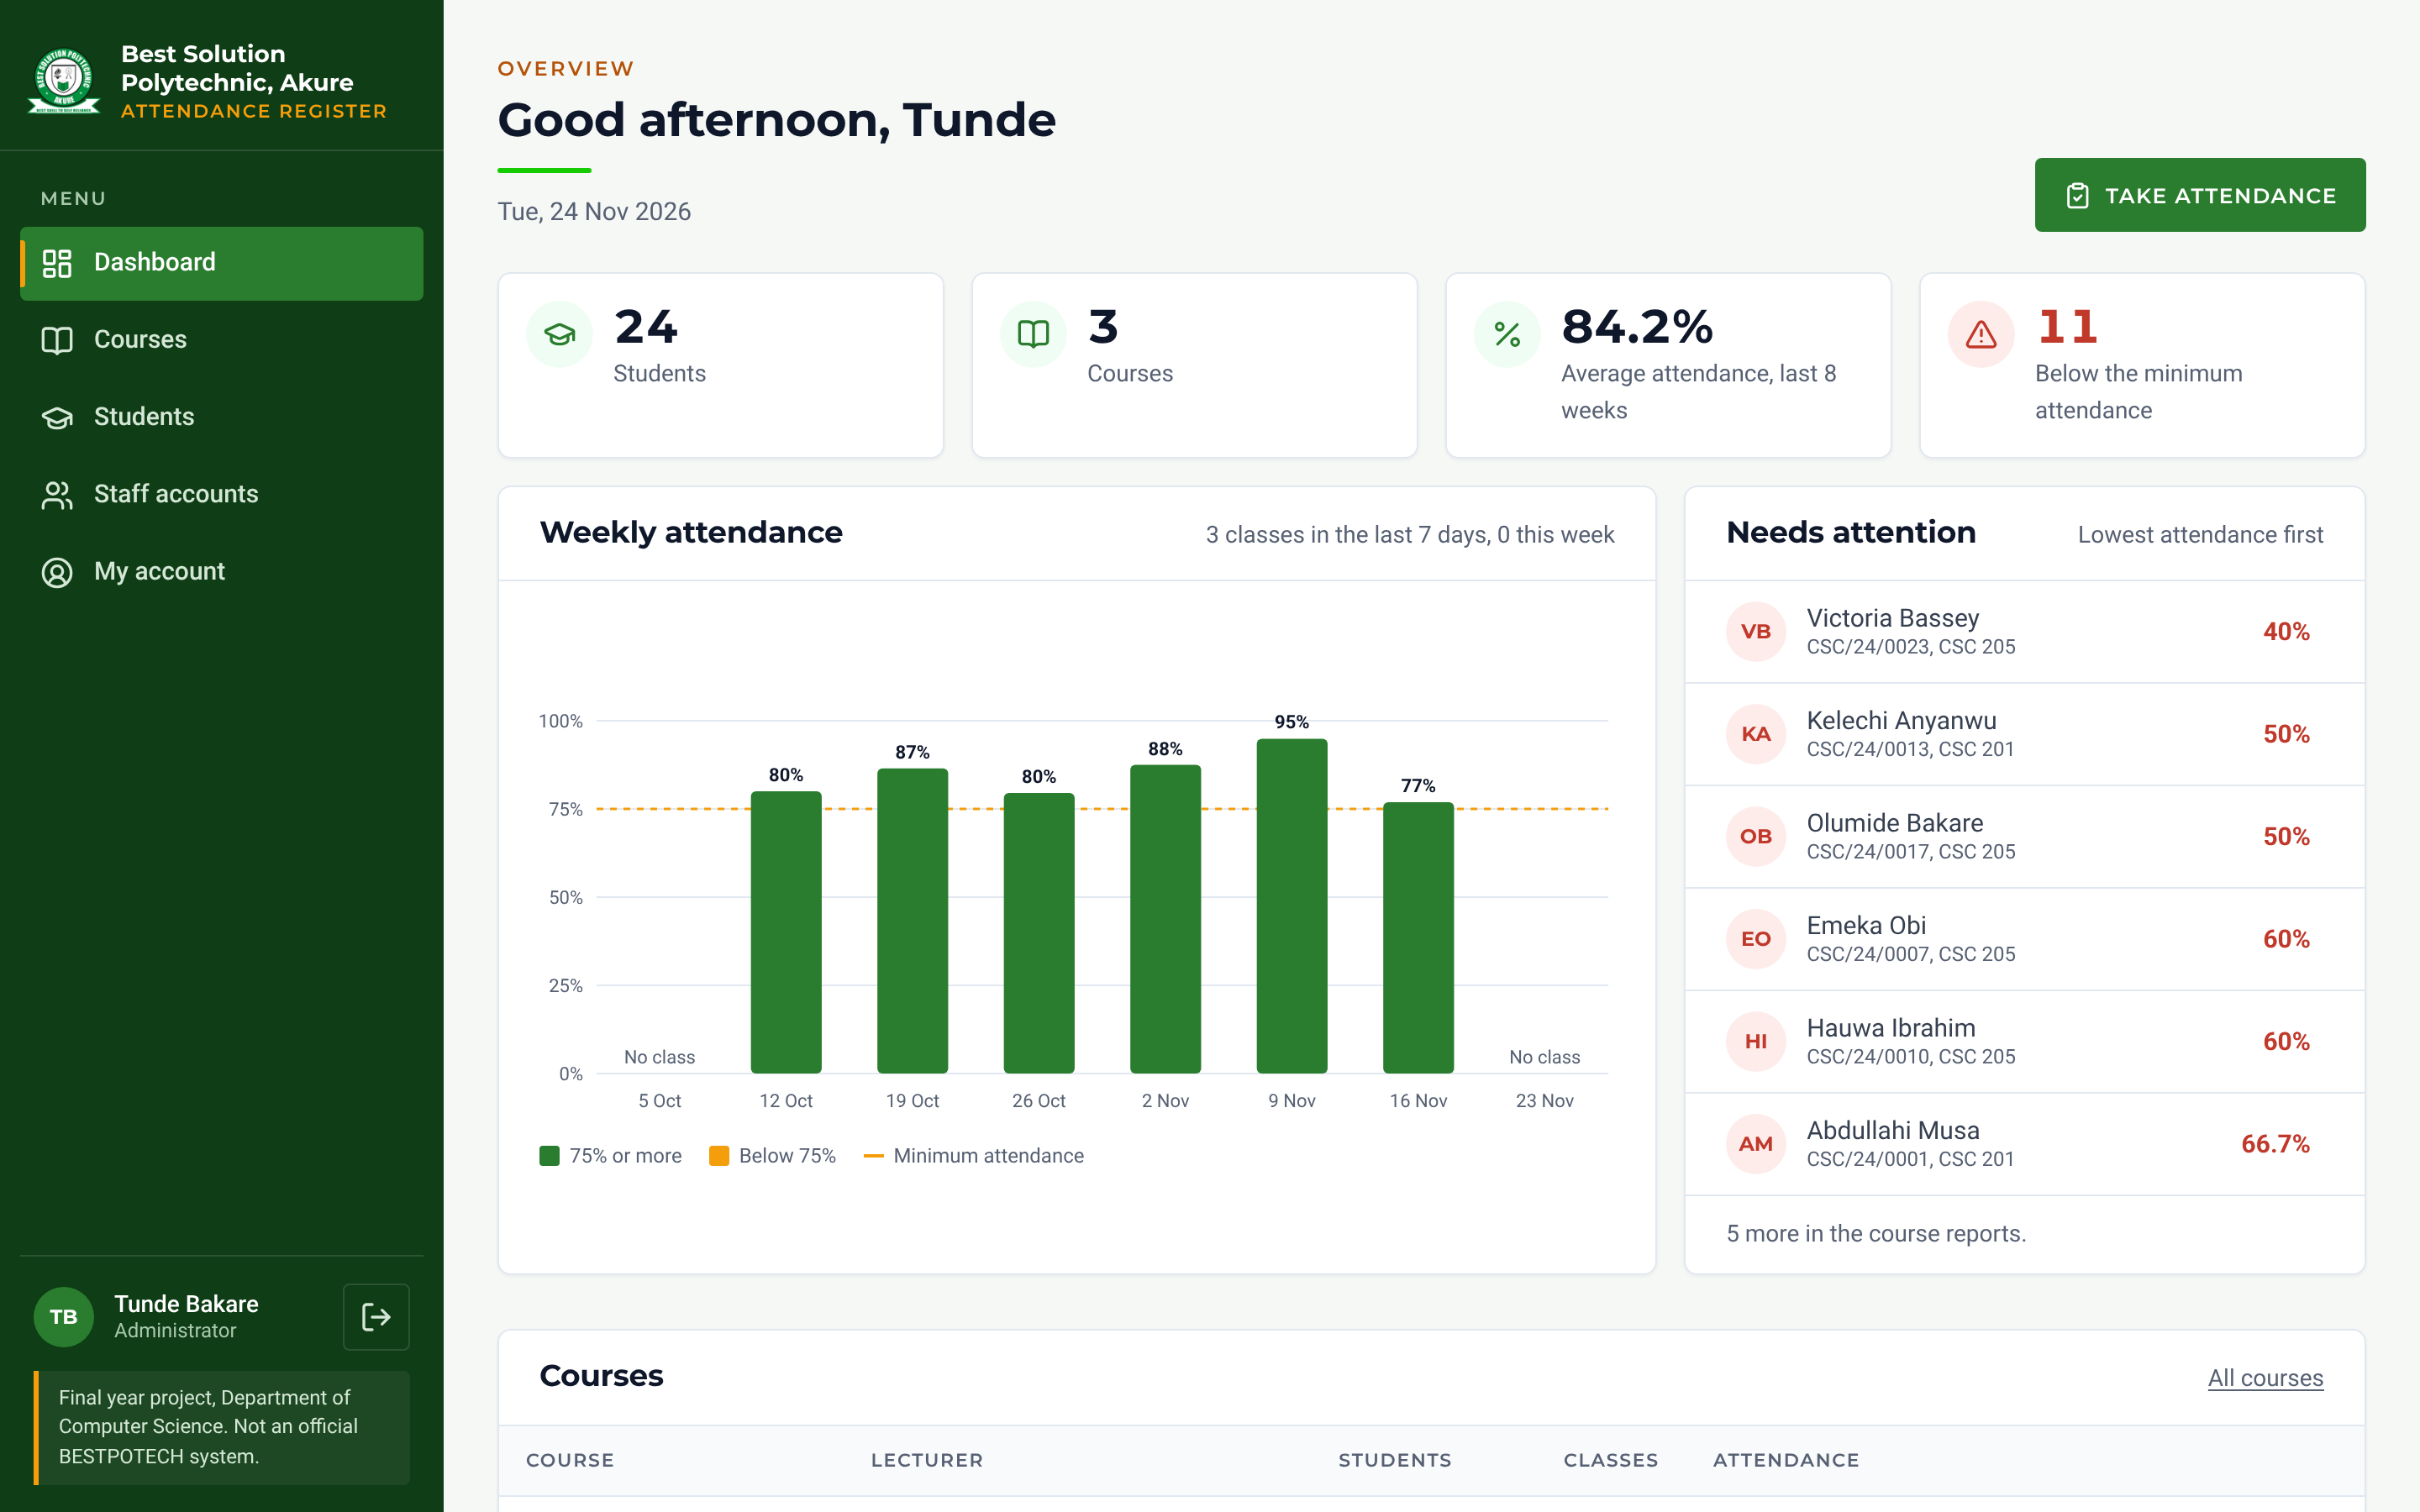 BEST SOLUTION POLYTECHNIC
AKURE
Best Solution
Polytechnic, Akure
ATTENDANCE REGISTER
MENU
Dashboard
Courses
Students
Staff accounts
My account
TB
Tunde Bakare
Administrator
Final year project, Department of
Computer Science. Not an official
BESTPOTECH system.
OVERVIEW
Good afternoon, Tunde
Tue, 24 Nov 2026
TAKE ATTENDANCE
24
Students
3
Courses
84.2%
Average attendance, last 8
weeks
11
Below the minimum
attendance
Weekly attendance
3 classes in the last 7 days, 0 this week
100%
75%
50%
25%
0%
No class
80%
87%
80%
88%
95%
77%
No class
5 Oct
12 Oct
19 Oct
26 Oct
2 Nov
9 Nov
16 Nov
23 Nov
75% or more
Below 75%
Minimum attendance
Needs attention
Lowest attendance first
VB
Victoria Bassey
CSC/24/0023, CSC 205
40%
KA
Kelechi Anyanwu
CSC/24/0013, CSC 201
50%
OB
Olumide Bakare
CSC/24/0017, CSC 205
50%
EO
Emeka Obi
CSC/24/0007, CSC 205
60%
HI
Hauwa Ibrahim
CSC/24/0010, CSC 205
60%
AM
Abdullahi Musa
CSC/24/0001, CSC 201
66.7%
5 more in the course reports.
Courses
All courses
COURSE
LECTURER
STUDENTS
CLASSES
ATTENDANCE